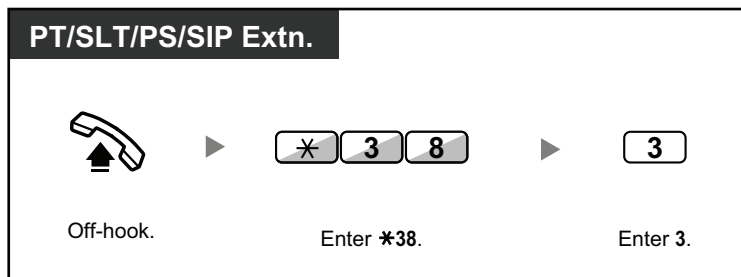 PT/SLT/PS/SIP Extn.
* 3 8 3
Off-hook. Enter *38. Enter 3.